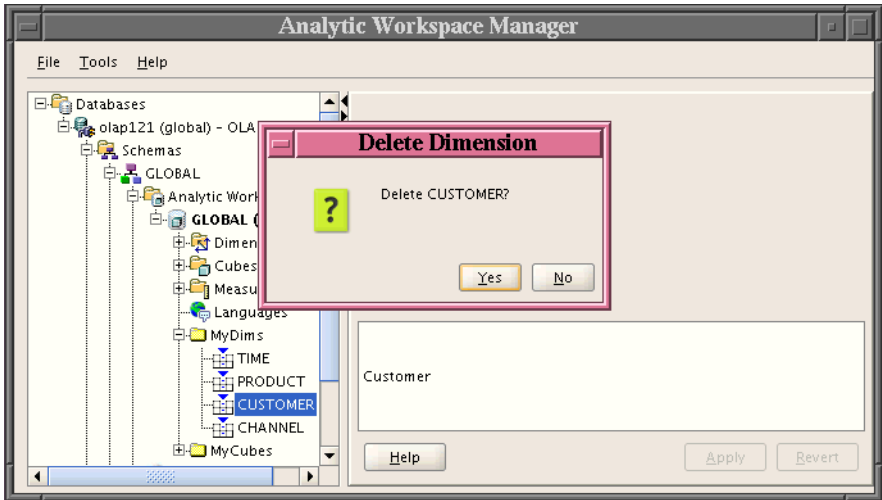 Analytic Workspace Manager
File Tools Help
Databases
olap121 (global) - OLA
Schemas
GLOBAL
Analytic Work
GLOBAL (
Dimen
Cubes
Measu
Languages
MyDims
TIME
PRODUCT
CUSTOMER
CHANNEL
MyCubes
Delete Dimension
?
Delete CUSTOMER?
Yes No
Customer
Help Apply Revert